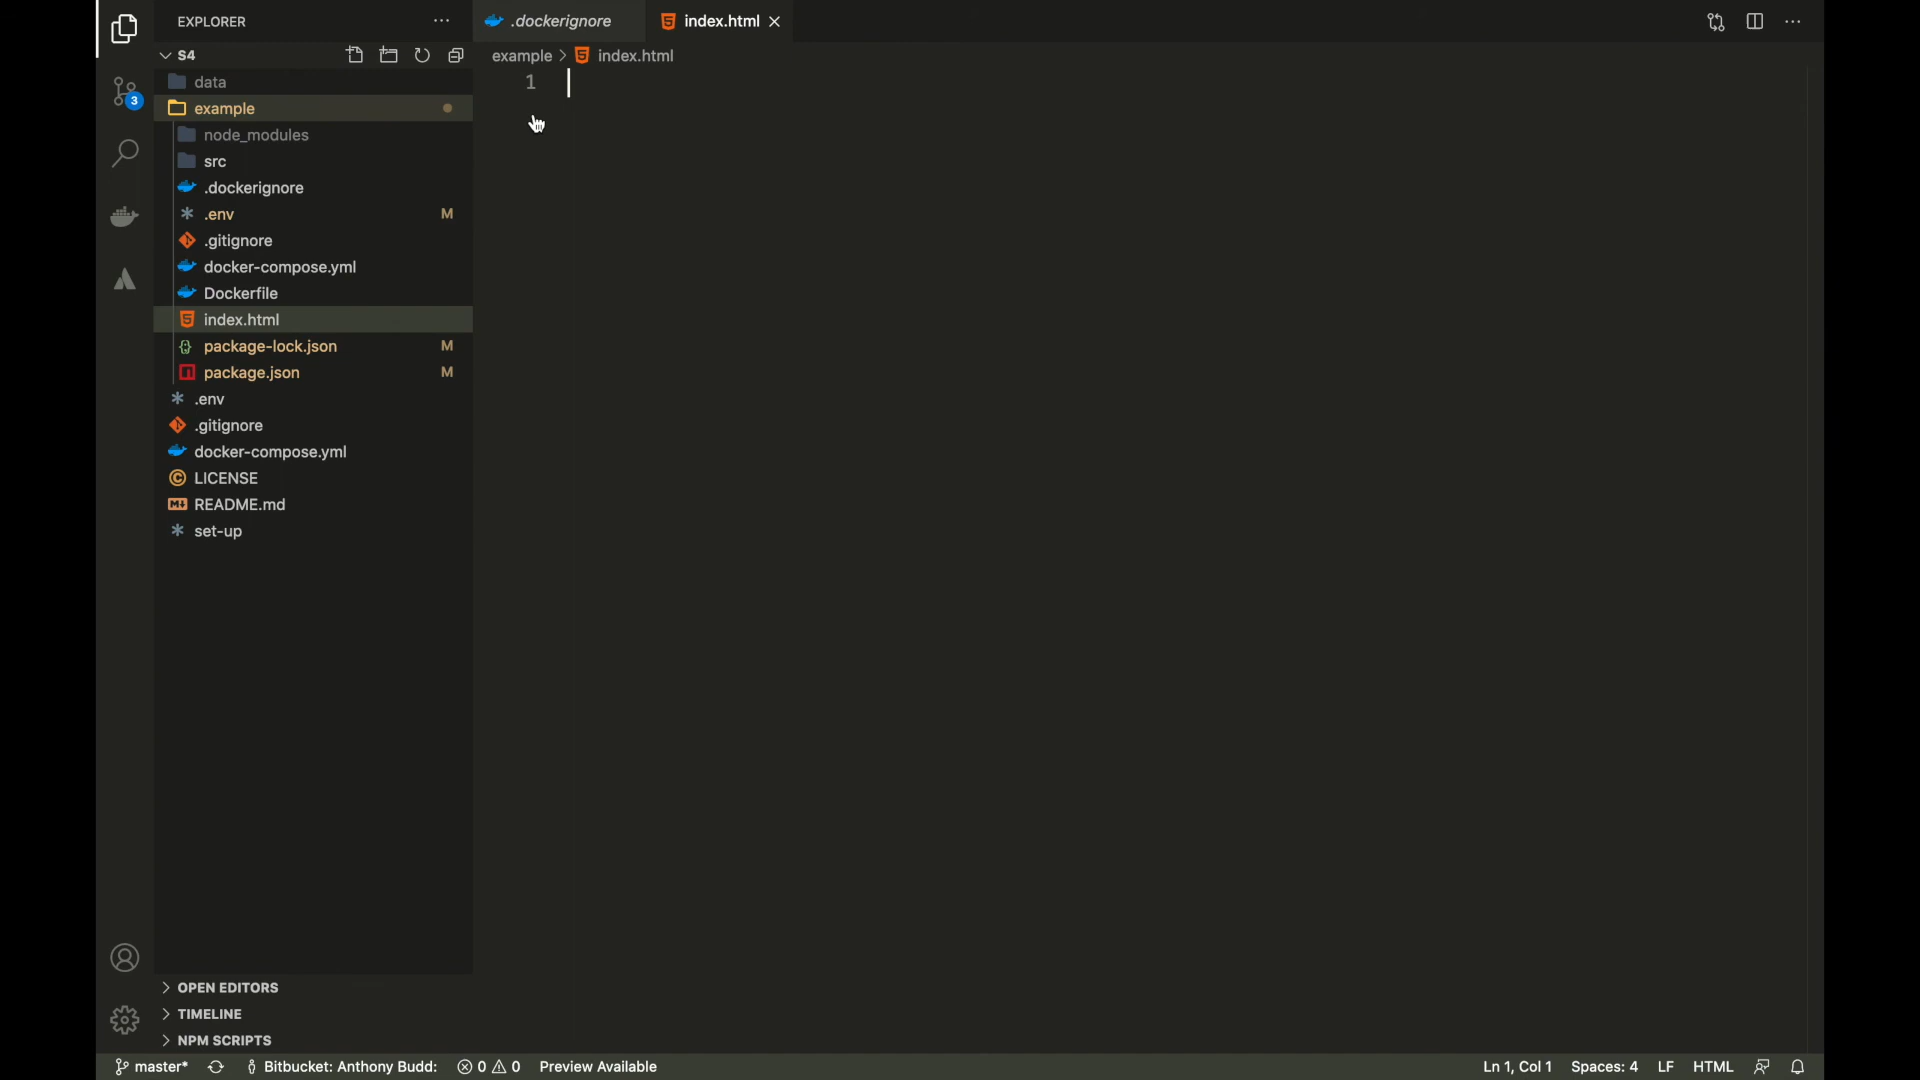 EXPLORER
S4
data
example
node_modules
src
.dockerignore
.env M
.gitignore
docker-compose.yml
Dockerfile
index.html
package-lock.json M
package.json M
.env
.gitignore
docker-compose.yml
LICENSE
README.md
set-up
OPEN EDITORS
TIMELINE
NPM SCRIPTS
3
.dockerignore index.html
example > index.html
1
master* Bitbucket: Anthony Budd: 0 0 Preview Available Ln 1, Col 1 Spaces: 4 LF HTML